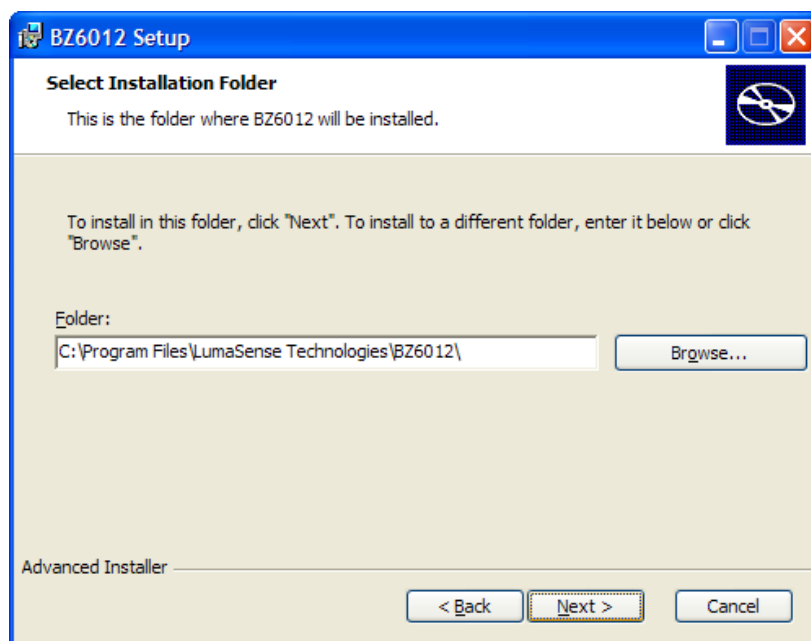 BZ6012 Setup
Select Installation Folder
This is the folder where BZ6012 will be installed.
To install in this folder, click "Next". To install to a different folder, enter it below or click
"Browse".
Folder:
C:\Program Files\LumaSense Technologies\BZ6012\
Browse...
Advanced Installer
< Back
Next >
Cancel